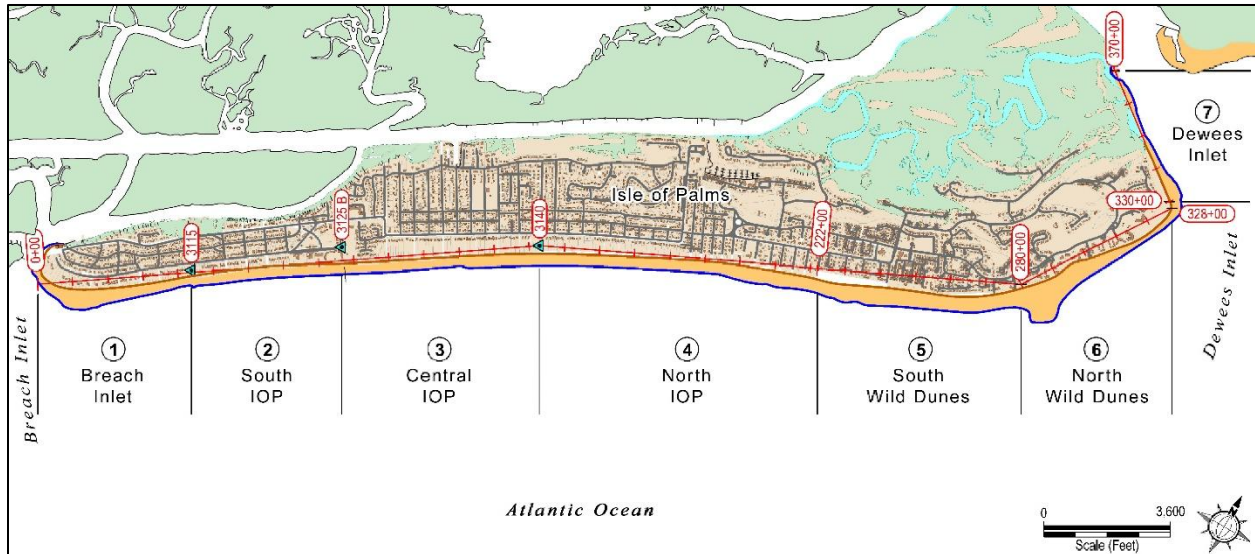 370+00
7
Dewees
Inlet
Isle of Palms
330+00
328+00
0+00
3115
3125 B
3140
222+00
280+00
Breach Inlet
1
Breach
Inlet
2
South
IOP
3
Central
IOP
4
North
IOP
5
South
Wild Dunes
6
North
Wild Dunes
Dewees Inlet
Atlantic Ocean
0
3,600
Scale (Feet)
N